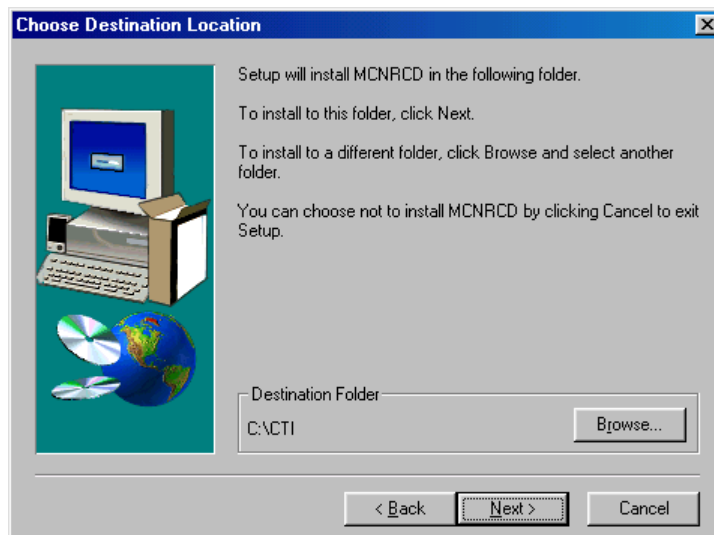 Choose Destination Location
Setup will install MCNRCD in the following folder.
To install to this folder, click Next.
To install to a different folder, click Browse and select another
folder.
You can choose not to install MCNRCD by clicking Cancel to exit
Setup.
Destination Folder
C:\CTI
Browse...
< Back
Next >
Cancel